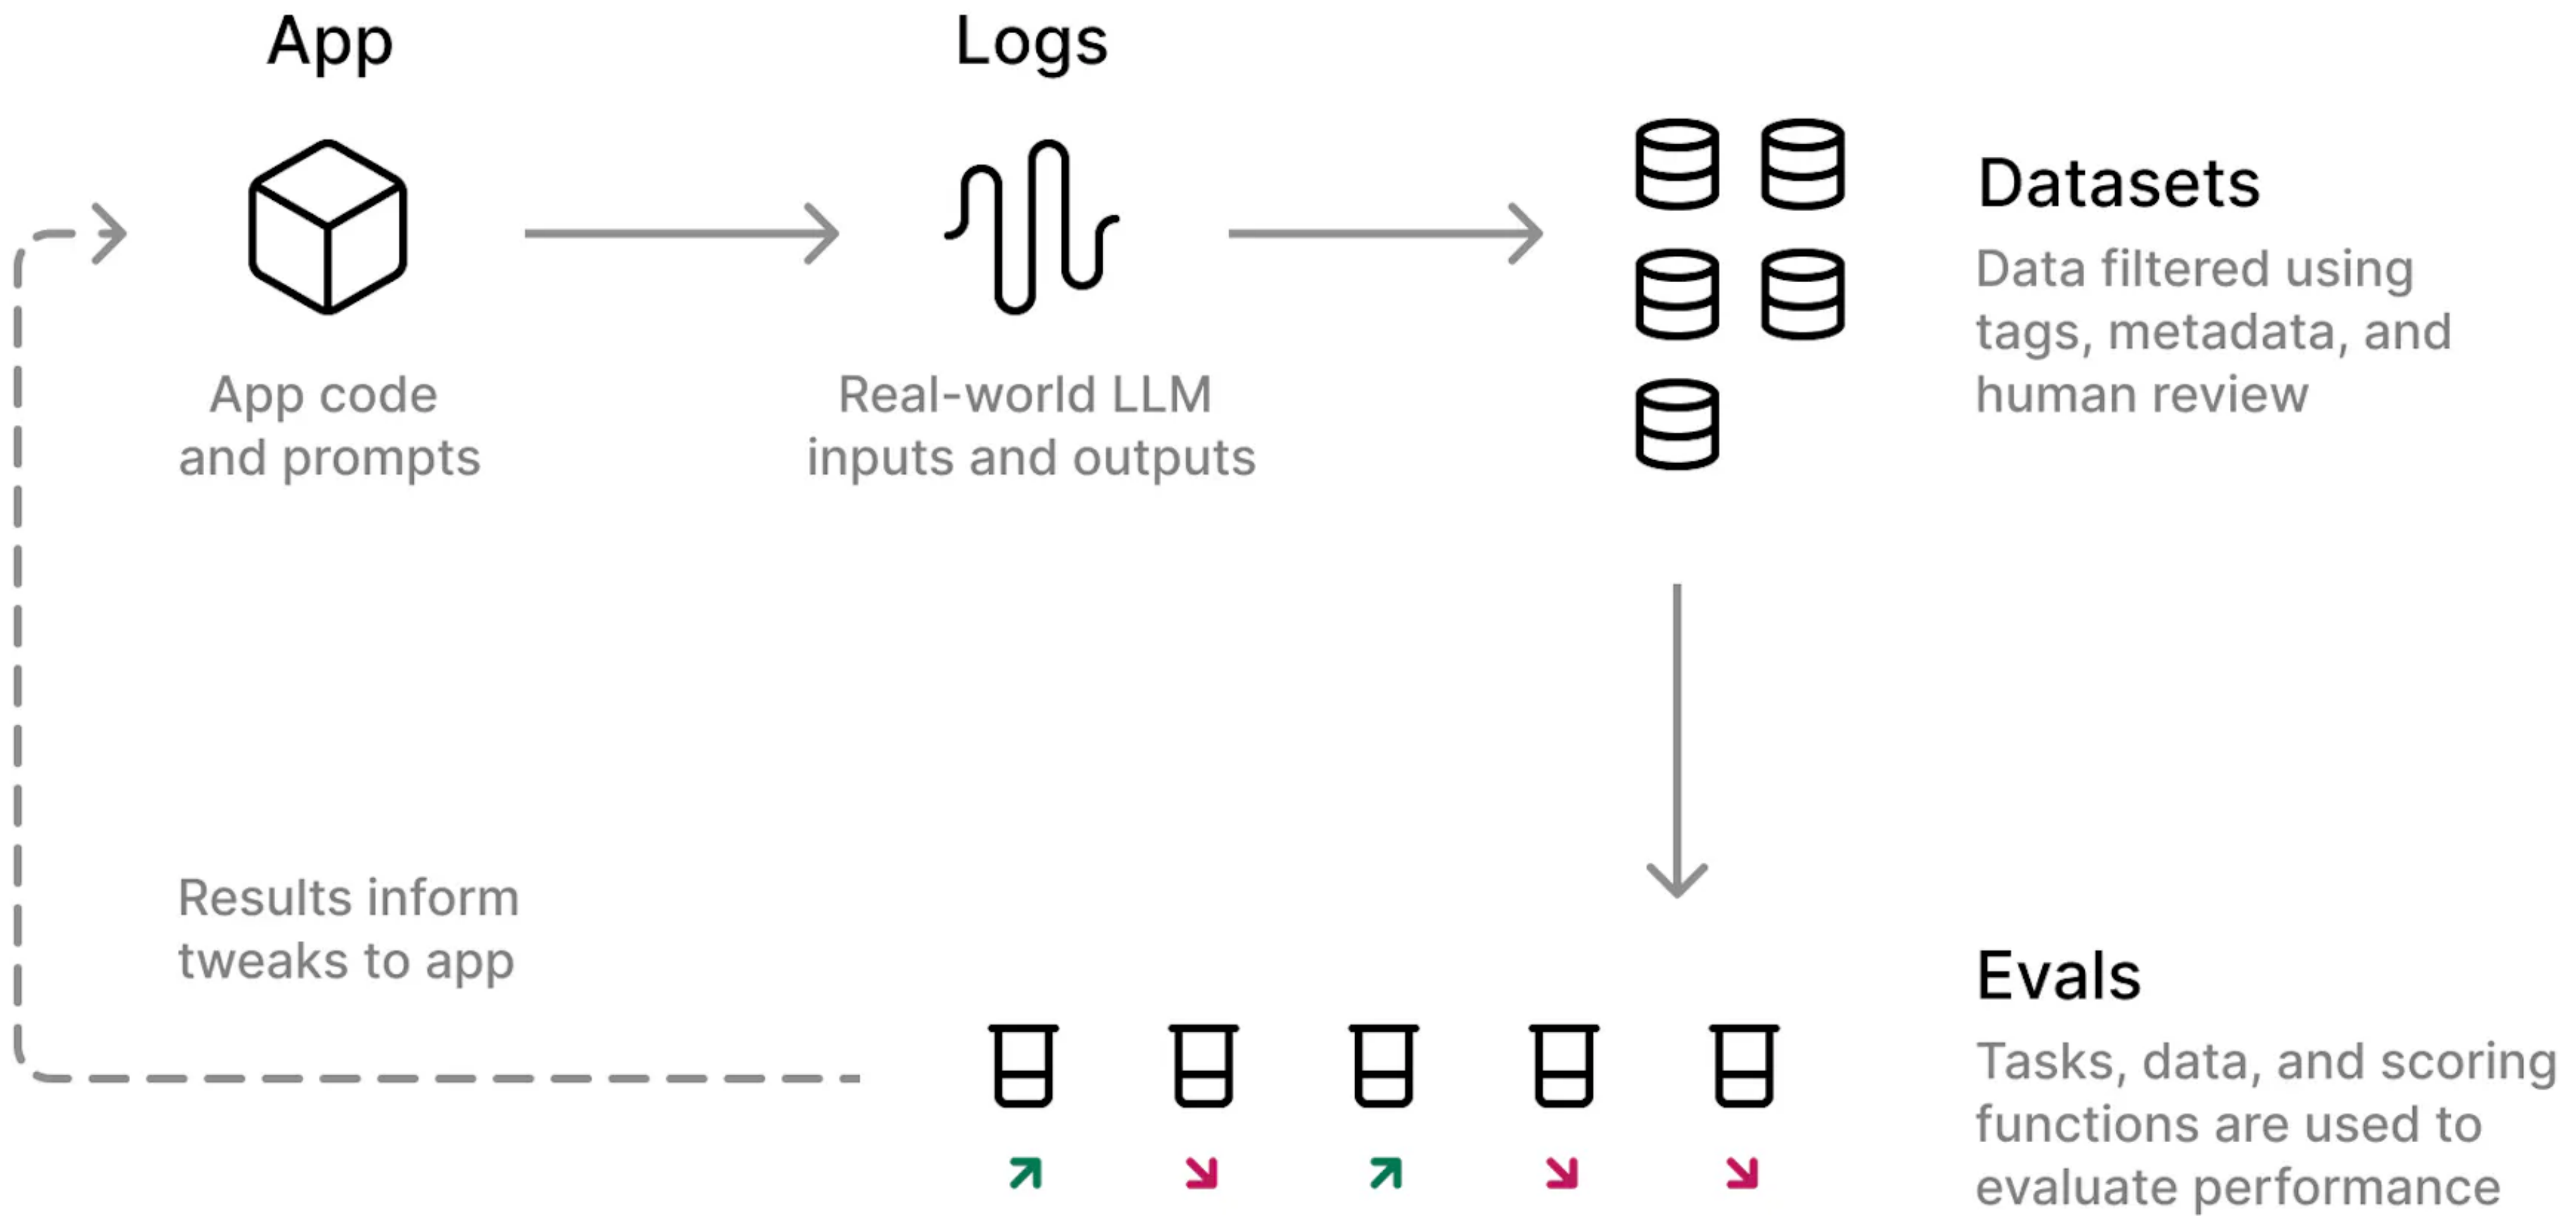 App
App code
and prompts
Logs
Real-world LLM
inputs and outputs
Datasets
Data filtered using
tags, metadata, and
human review
Evals
Tasks, data, and scoring
functions are used to
evaluate performance
Results inform
tweaks to app